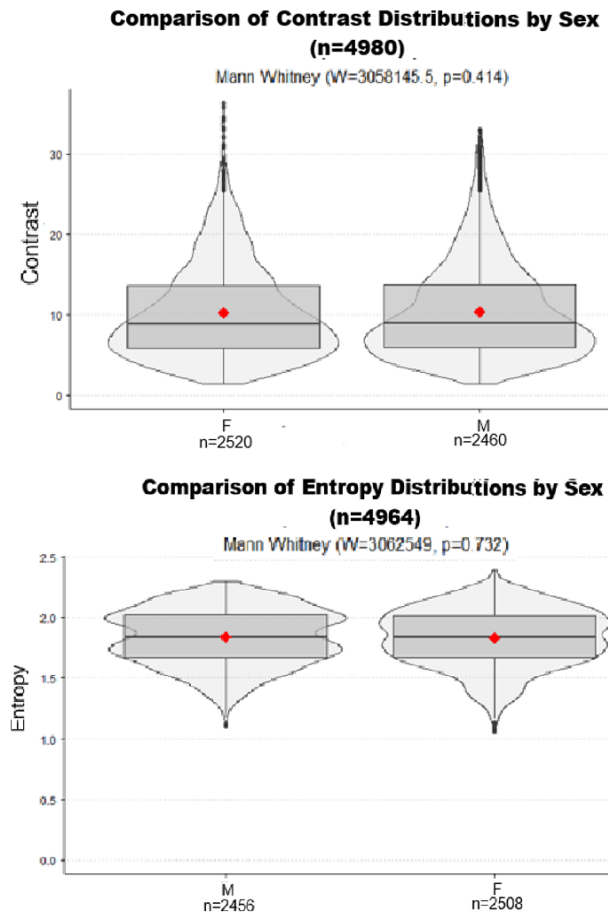 Comparison of Contrast Distributions by Sex
(n=4980)
Mann Whitney (W=3058145.5, p=0.414)
Contrast
30
20
10
0
F
M
n=2520
n=2460
Comparison of Entropy Distributions by Sex
(n=4964)
Mann Whitney (W=3062549, p=0.732)
Entropy
2.5
2.0
1.5
1.0
0.5
0.0
M
F
n=2456
n=2508